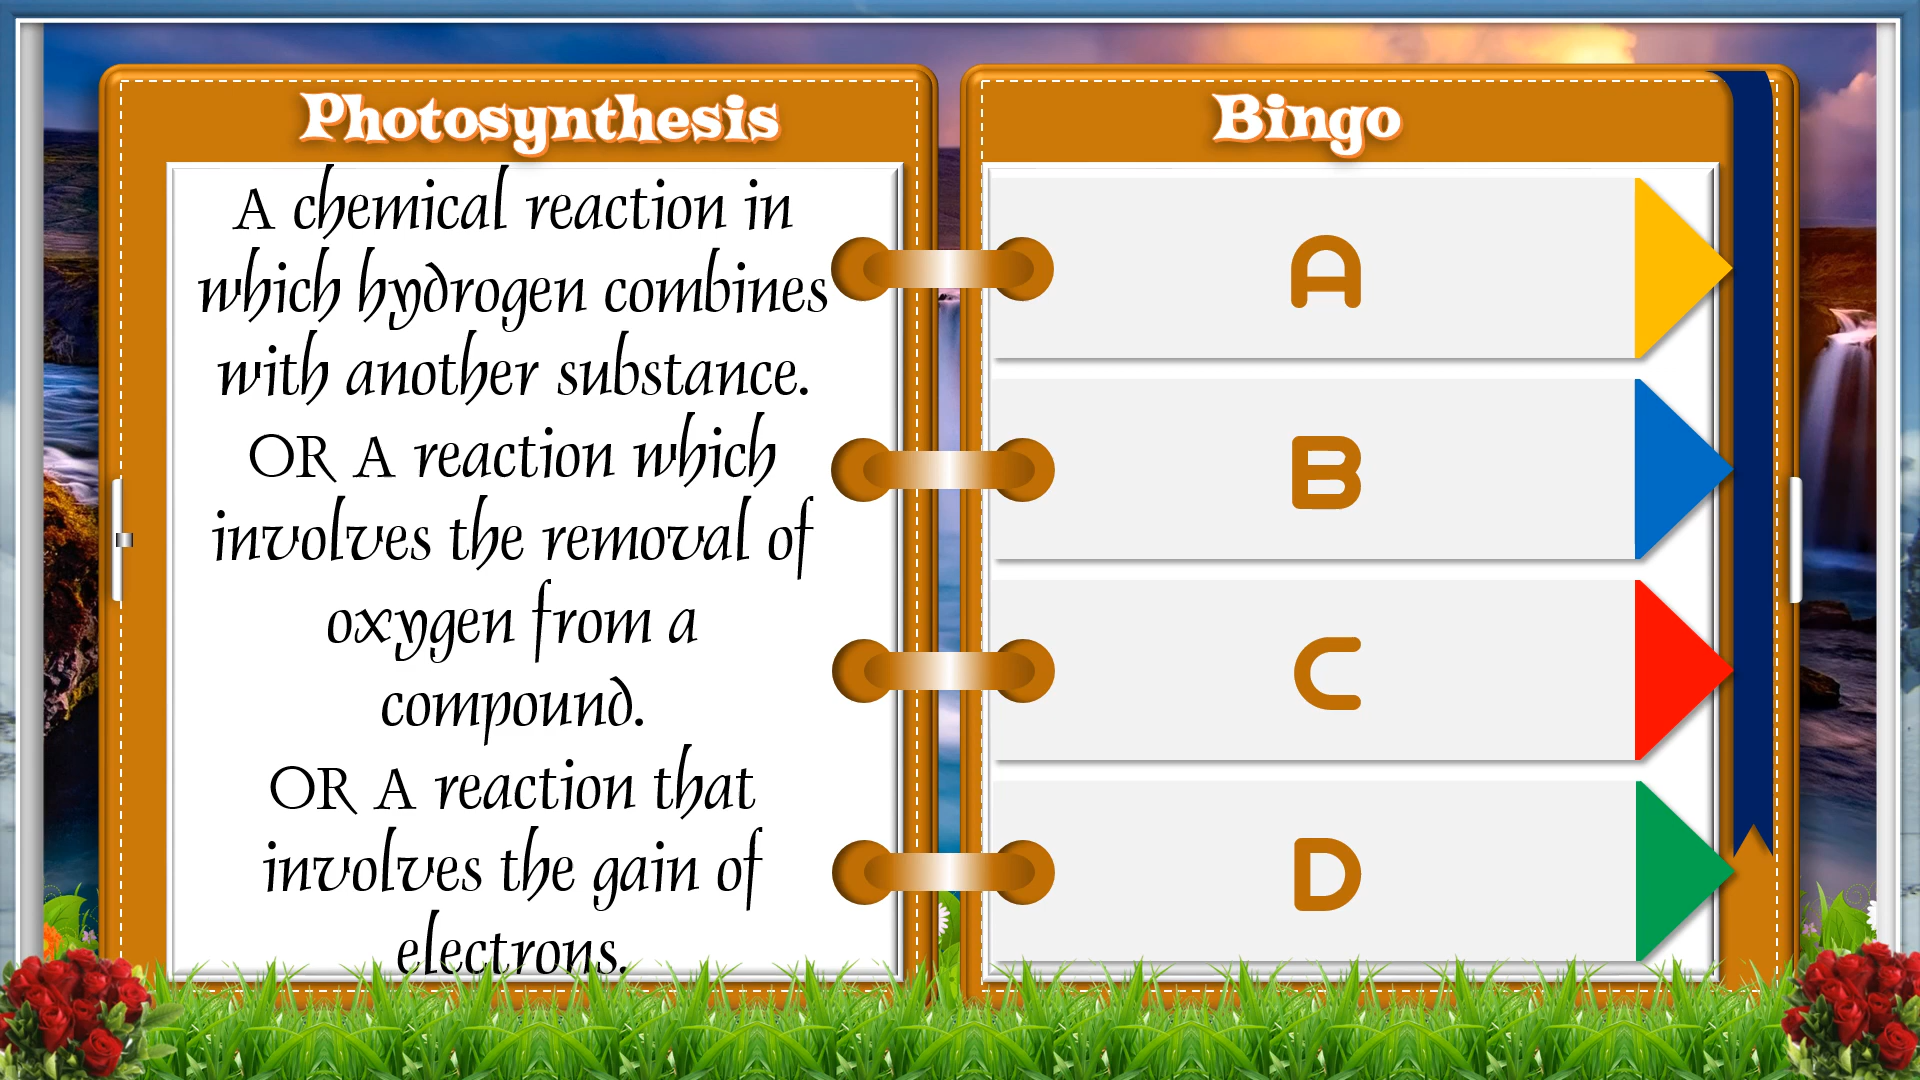 Photosynthesis
A chemical reaction in
which hydrogen combines
with another substance.
OR A reaction which
involves the removal of
oxygen from a
compound.
OR A reaction that
involves the gain of
electrons.
Bingo
A
B
C
D